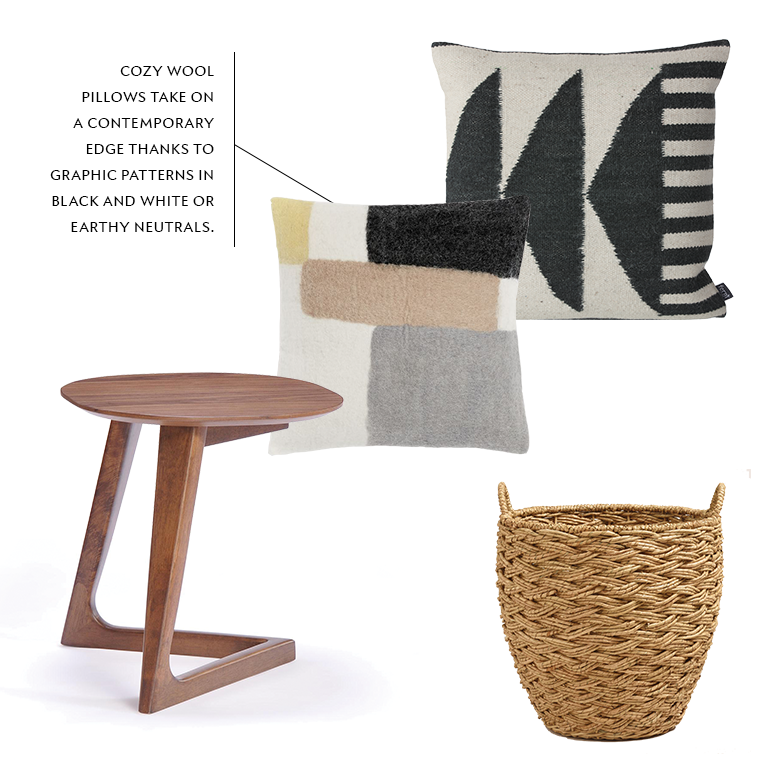 COZY WOOL
PILLOWS TAKE ON
A CONTEMPORARY
EDGE THANKS TO
GRAPHIC PATTERNS IN
BLACK AND WHITE OR
EARTHY NEUTRALS.